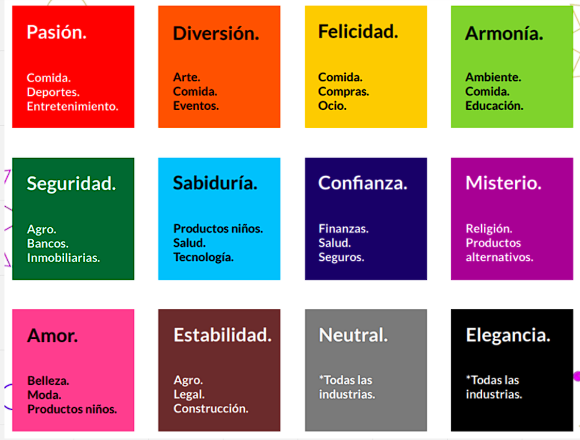 Pasión.
Comida.
Deportes.
Entretenimiento.
Diversión.
Arte.
Comida.
Eventos.
Felicidad.
Comida.
Compras.
Ocio.
Armonía.
Ambiente.
Comida.
Educación.
Seguridad.
Agro.
Bancos.
Inmobiliarias.
Sabiduría.
Productos niños.
Salud.
Tecnología.
Confianza.
Finanzas.
Salud.
Seguros.
Misterio.
Religión.
Productos
alternativos.
Amor.
Belleza.
Moda.
Productos niños.
Estabilidad.
Agro.
Legal.
Construcción.
Neutral.
*Todas las
industrias.
Elegancia.
*Todas las
industrias.